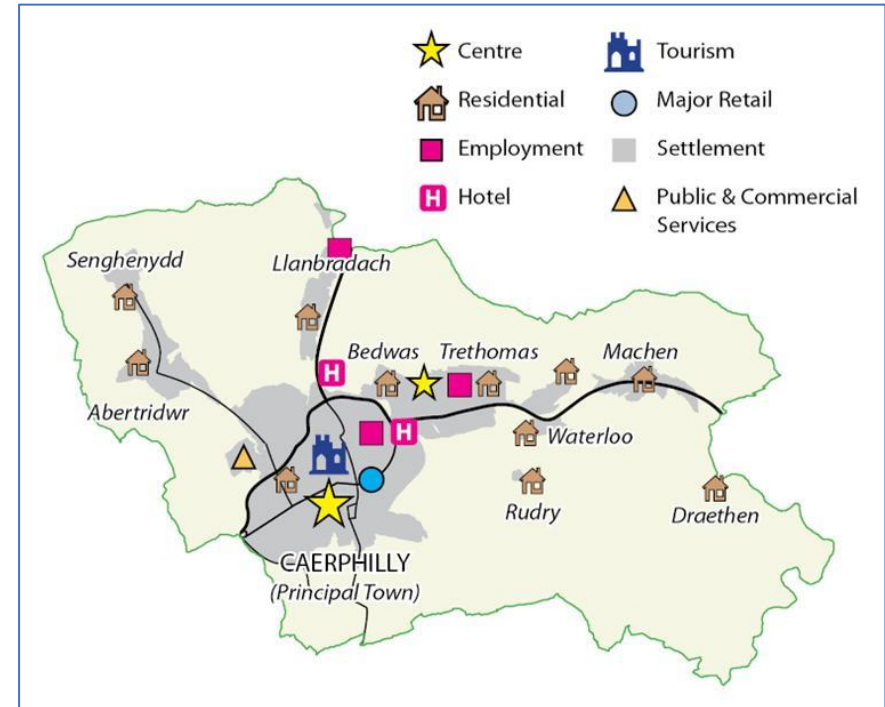 Centre
Tourism
Residential
Major Retail
Employment
Settlement
H Hotel
Public & Commercial
Services
Senghenydd
Llanbradach
Bedwas
Trethomas
Machen
H
Abertridwr
H
Waterloo
Rudry
Draethen
CAERPHILLY
(Principal Town)